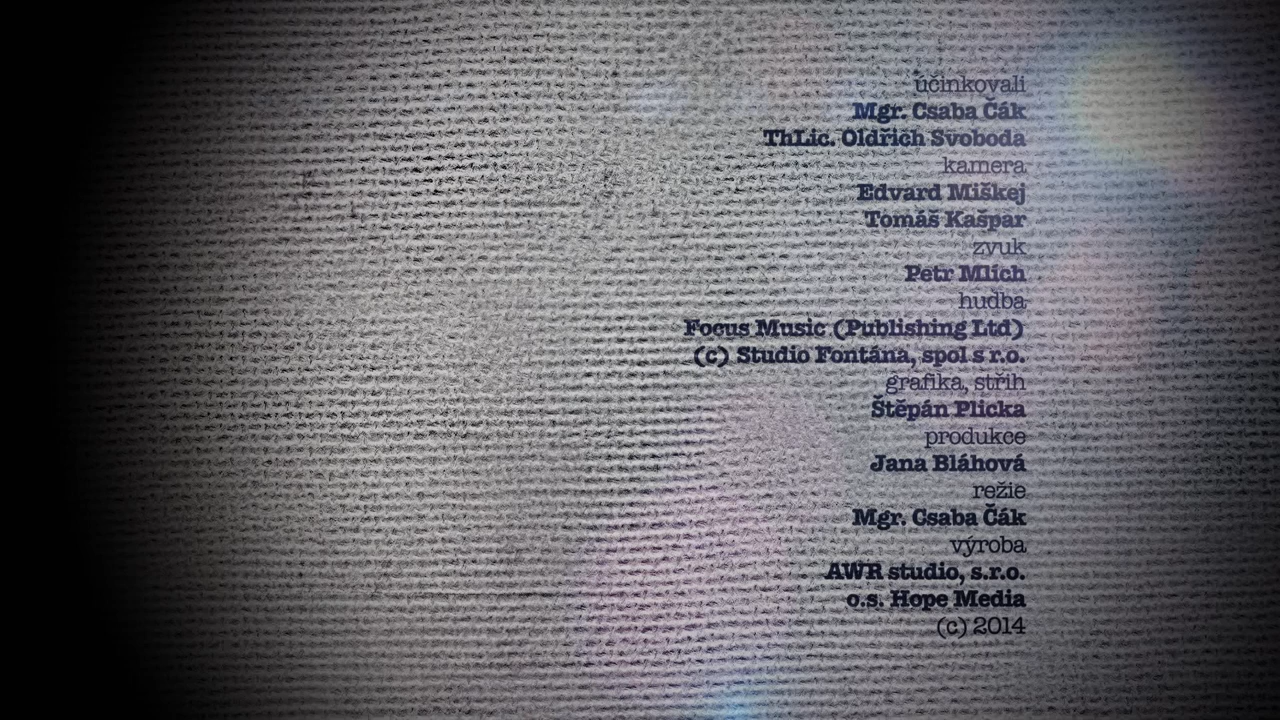 účinkovali
Mgr. Csaba Čák
ThLic. Oldřich Svoboda
kamera
Edvard Miškej
Tomáš Kašpar
zvuk
Petr Mlích
hudba
Focus Music (Publishing Ltd)
(c) Studio Fontána, spol s r.o.
grafika, střih
Štěpán Plicka
produkce
Jana Bláhová
režie
Mgr. Csaba Čák
výroba
AWR studio, s.r.o.
o.s. Hope Media
(c) 2014